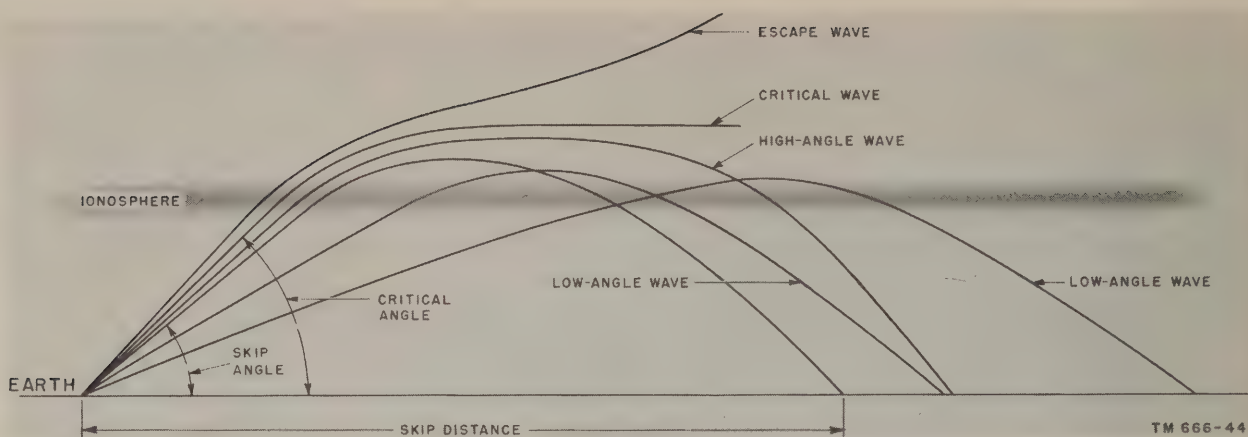 ESCAPE WAVE
CRITICAL WAVE
HIGH-ANGLE WAVE
IONOSPHERE
LOW-ANGLE WAVE
LOW-ANGLE WAVE
CRITICAL
ANGLE
SKIP
ANGLE
EARTH
SKIP DISTANCE
TM 666-44